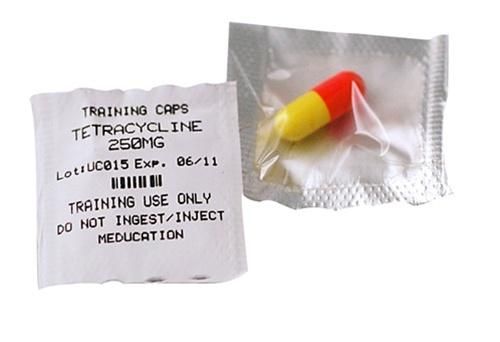 TRAINING CAPS
TETRACYCLINE
250MG
Lot:UC015 Exp. 06/11
TRAINING USE ONLY
DO NOT INGEST/INJECT
MEDUCATION